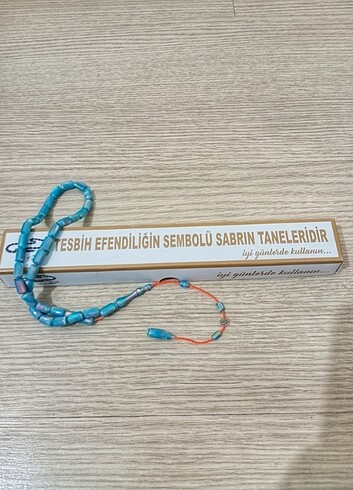 TESBİH EFENDİLİĞİN SEMBOLÜ SABRIN TANELERİDİR
iyi günlerde kullanın...
iyi günlerde kullanın...